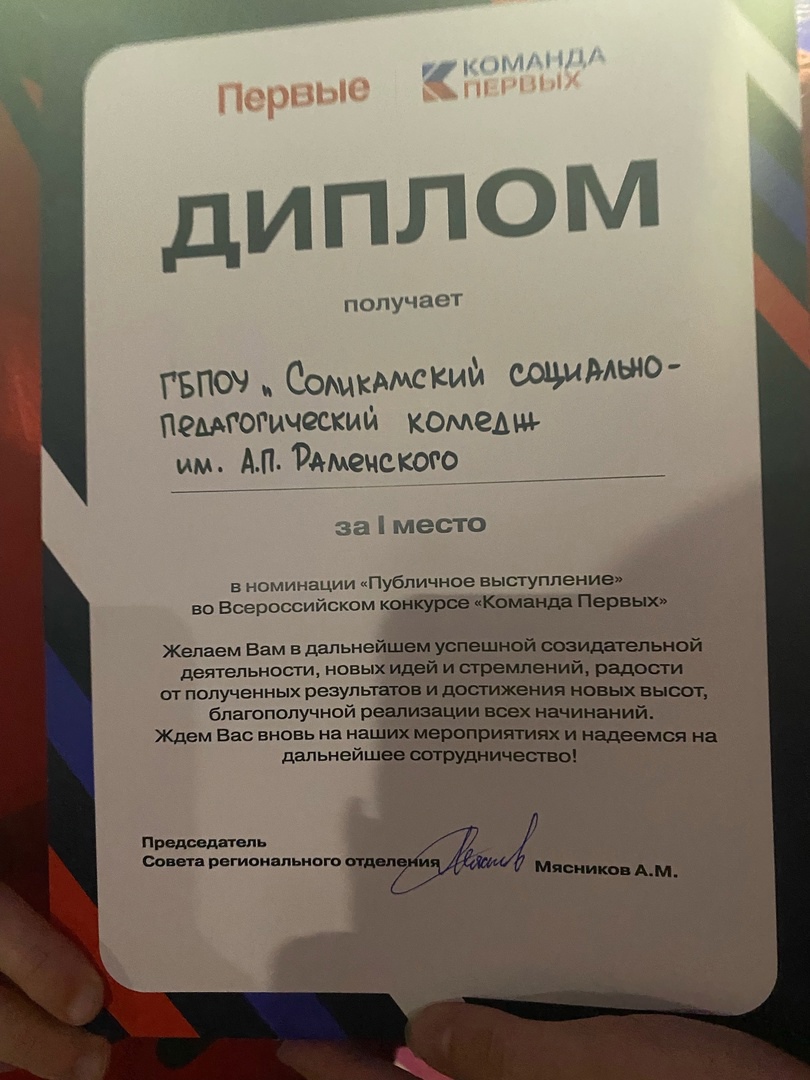 Первые
КОМАНДА
ПЕРВЫХ
ДИПЛОМ
получает
ГБПОУ „ Соликамский социально-
педагогический комедж
им. А.П. Раменского
за I место
в номинации «Публичное выступление»
во Всероссийском конкурсе «Команда Первых»
Желаем Вам в дальнейшем успешной созидательной
деятельности, новых идей и стремлений, радости
от полученных результатов и достижения новых высот,
благополучной реализации всех начинаний.
Ждем Вас вновь на наших мероприятиях и надеемся на
дальнейшее сотрудничество!
Председатель
Совета регионального отделения
Мясников А.М.